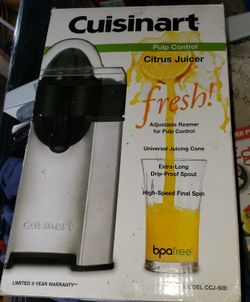 Cuisinart
Pulp Control
Citrus Juicer
fresh!
Adjustable Reamer
for Pulp Control
Universal Juicing Cone
Extra-Long
Drip-Proof Spout
High-Speed Final Spin
Cuisinart
bpafree
LIMITED 3-YEAR WARRANTY**
MODEL CCJ-500